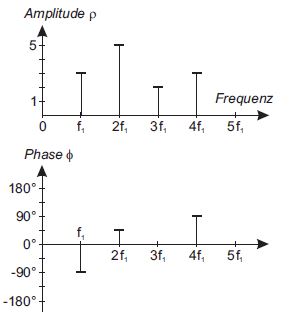 Amplitude ρ
5
1
Frequenz
0 f₁ 2f₁ 3f₁ 4f₁ 5f₁
Phase ϕ
180°
90°
f₁
0°
2f₁ 3f₁ 4f₁ 5f₁
-90°
-180°